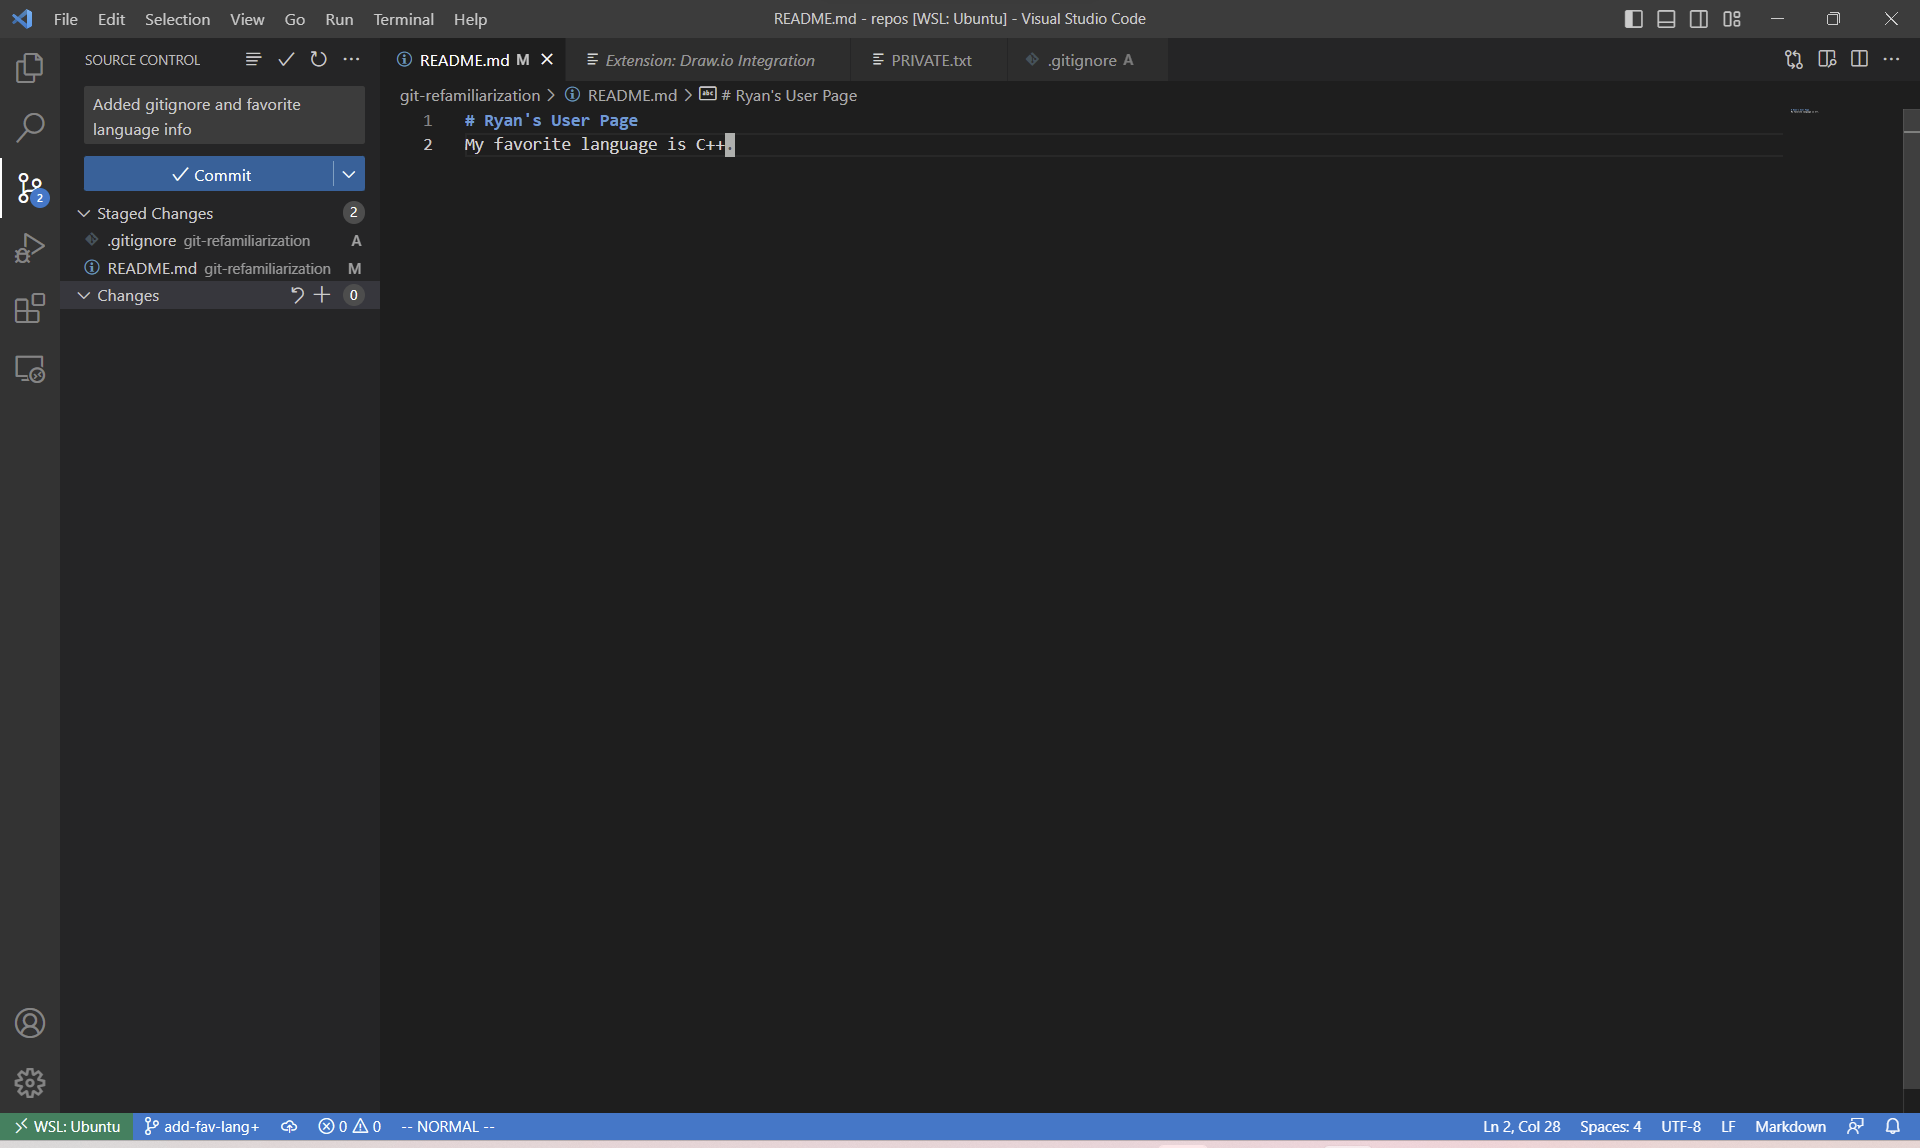 File Edit Selection View Go Run Terminal Help
README.md - repos [WSL: Ubuntu] - Visual Studio Code
SOURCE CONTROL
README.md M
Extension: Draw.io Integration
PRIVATE.txt
.gitignore A
Added gitignore and favorite
language info
Commit
Staged Changes 2
.gitignore git-refamiliarization A
README.md git-refamiliarization M
Changes 0
2
git-refamiliarization > README.md > # Ryan's User Page
1 # Ryan's User Page
2 My favorite language is C++.
WSL: Ubuntu add-fav-lang+ 0 0 -- NORMAL --
Ln 2, Col 28 Spaces: 4 UTF-8 LF Markdown